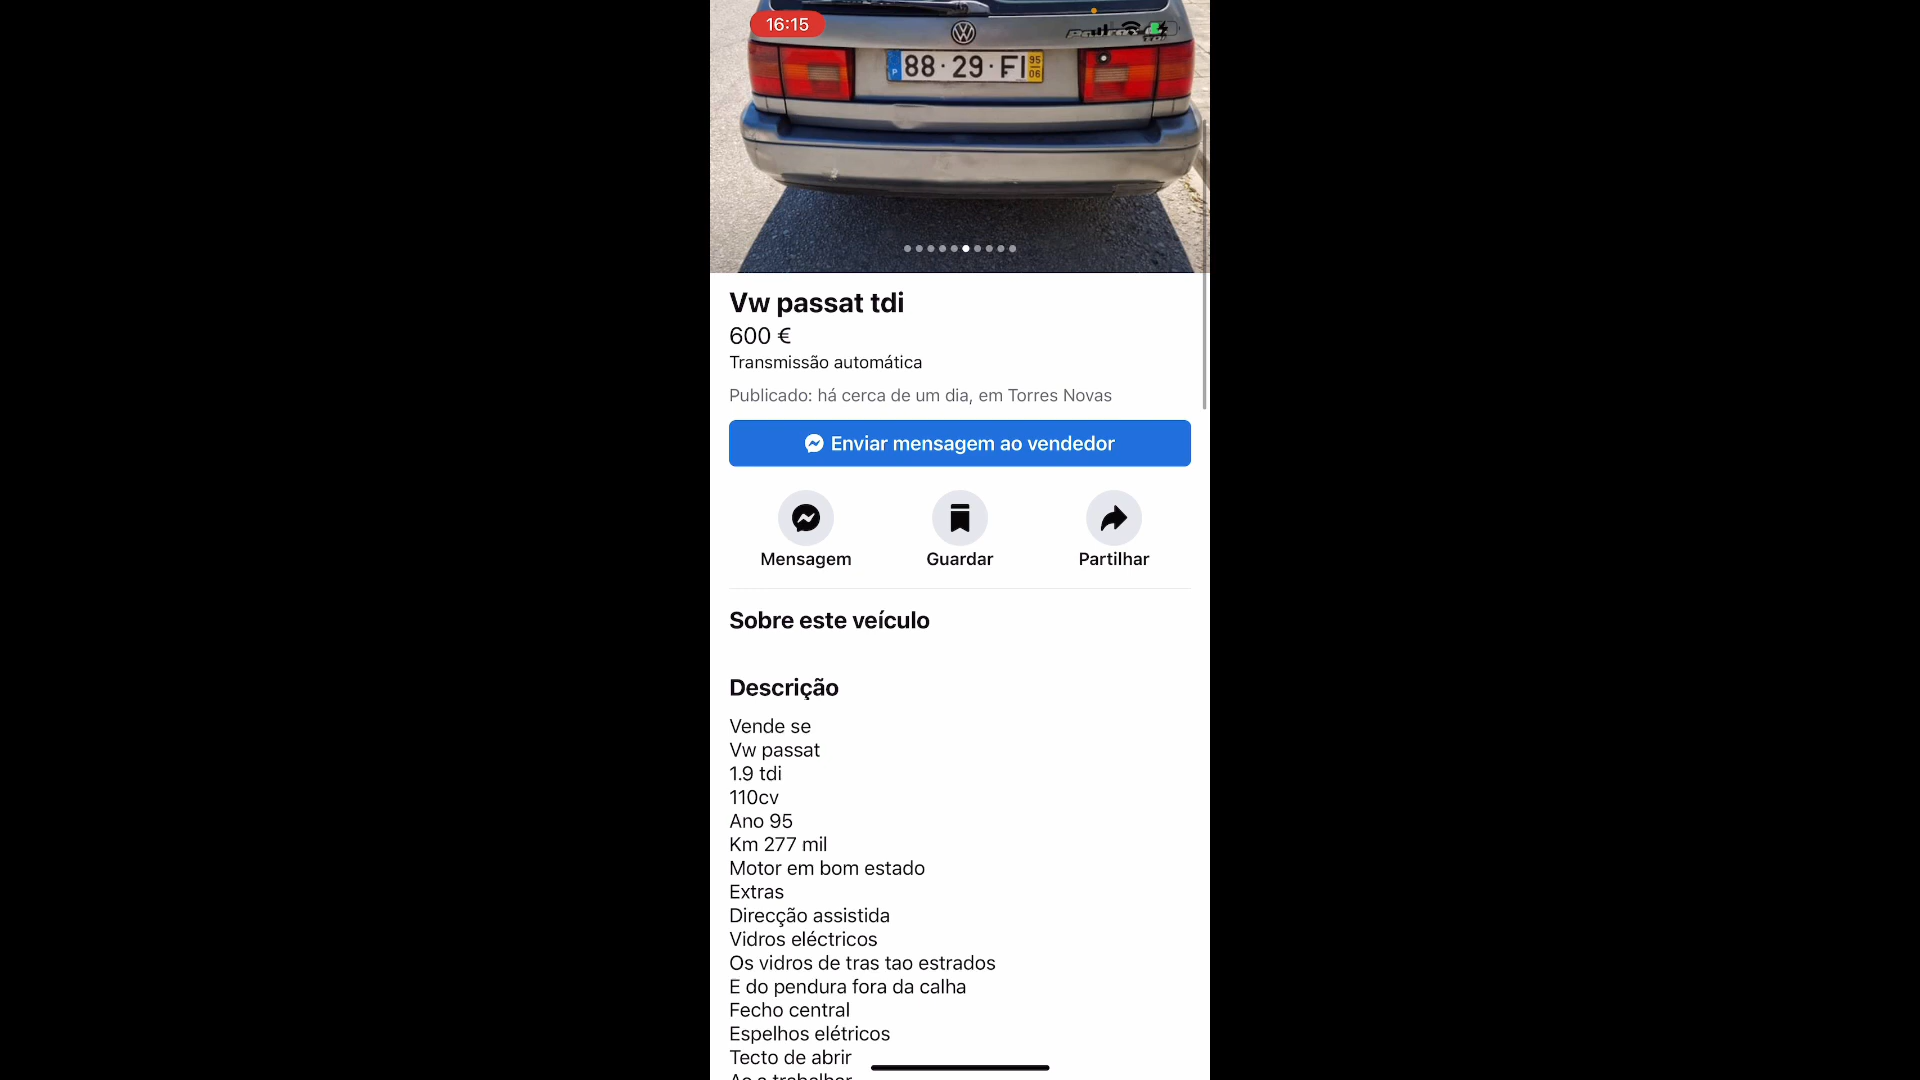 16:15
88·29·FI
95
06
P
Vw passat tdi
600 €
Transmissão automática
Publicado: há cerca de um dia, em Torres Novas
Enviar mensagem ao vendedor
Mensagem
Guardar
Partilhar
Sobre este veículo
Descrição
Vende se
Vw passat
1.9 tdi
110cv
Ano 95
Km 277 mil
Motor em bom estado
Extras
Direcção assistida
Vidros eléctricos
Os vidros de tras tao estrados
E do pendura fora da calha
Fecho central
Espelhos elétricos
Tecto de abrir